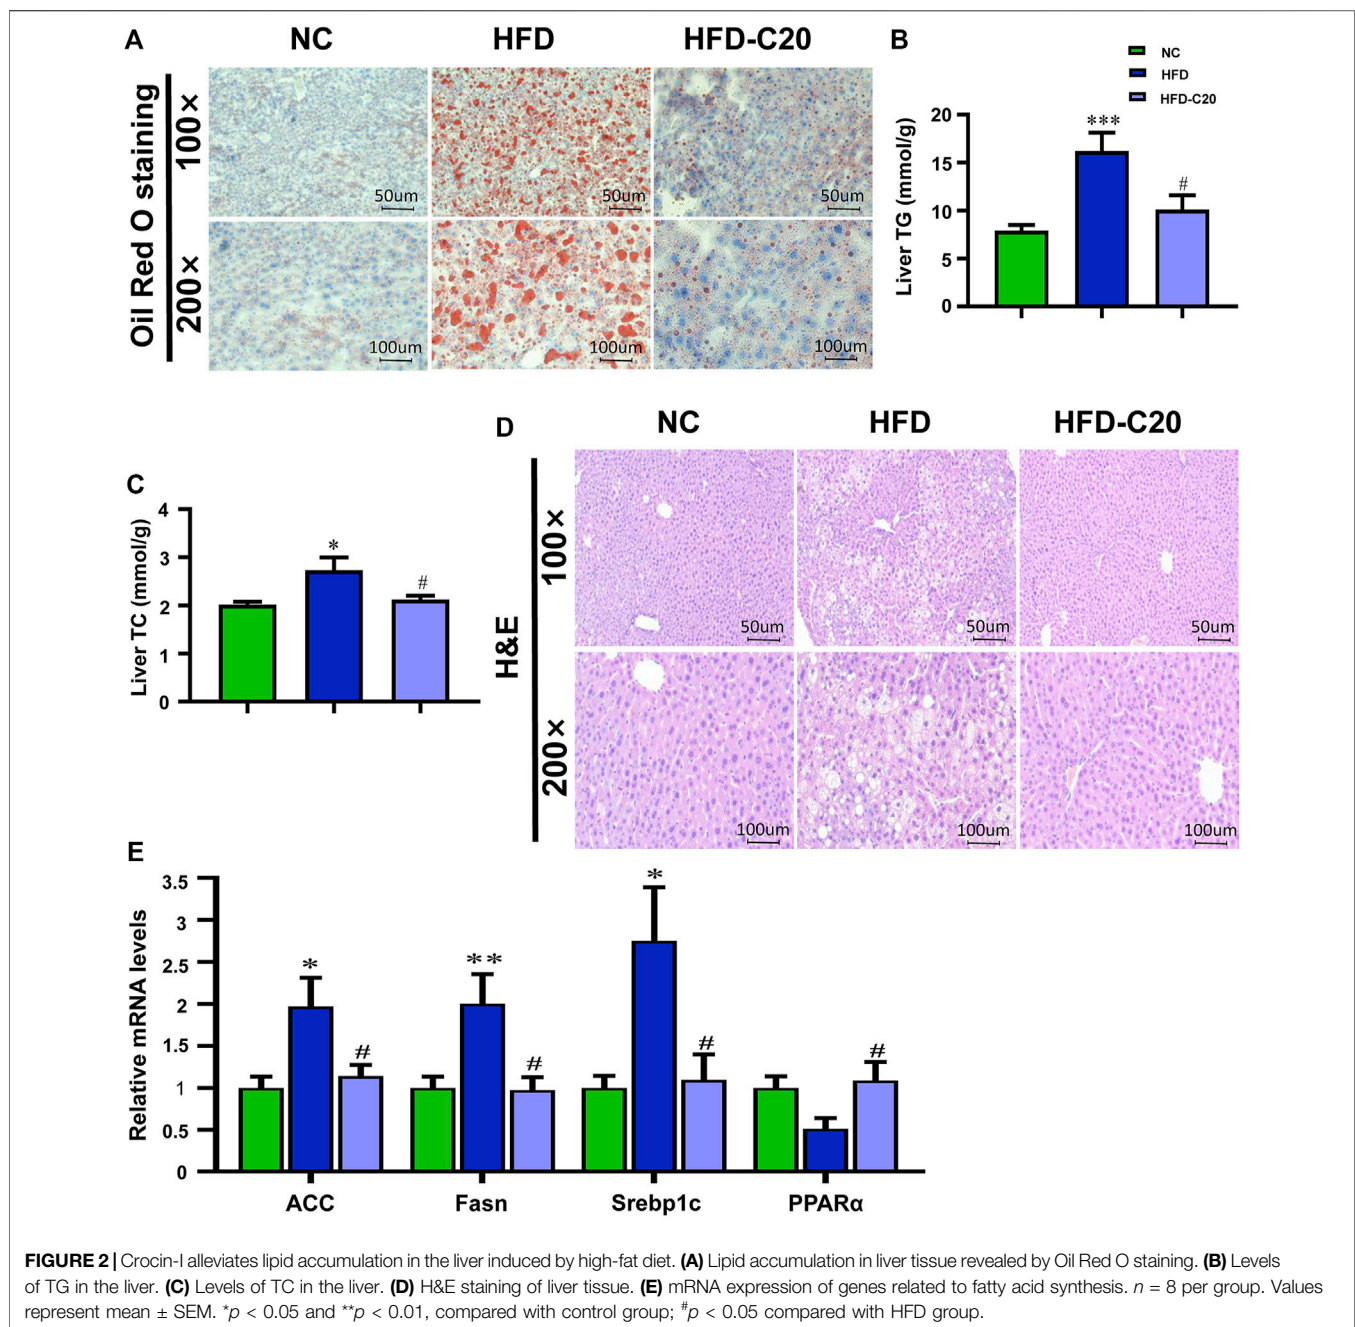 A
NC
HFD
HFD-C20
Oil Red O staining
100×
200×
50um
50um
50um
100um
100um
100um
B
NC
HFD
HFD-C20
Liver TG (mmol/g)
20
15
10
5
0
***
#
C
Liver TC (mmol/g)
4
3
2
1
0
*
#
D
NC
HFD
HFD-C20
H&E
100×
200×
50um
50um
50um
100um
100um
100um
E
Relative mRNA levels
3.5
3
2.5
2
1.5
1
0.5
0
*
#
**
#
*
#
#
ACC
Fasn
Srebp1c
PPARα
FIGURE 2 | Crocin-I alleviates lipid accumulation in the liver induced by high-fat diet. (A) Lipid accumulation in liver tissue revealed by Oil Red O staining. (B) Levels
of TG in the liver. (C) Levels of TC in the liver. (D) H&E staining of liver tissue. (E) mRNA expression of genes related to fatty acid synthesis. n = 8 per group. Values
represent mean ± SEM. *p < 0.05 and **p < 0.01, compared with control group; #p < 0.05 compared with HFD group.